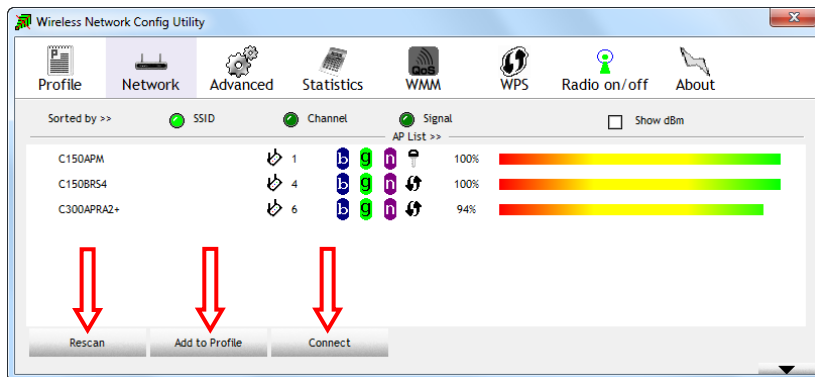 Wireless Network Config Utility
Profile Network Advanced Statistics WMM WPS Radio on/off About
Sorted by >> SSID Channel Signal Show dBm
AP List >>
C150APM 1 b g n 100%
C150BRS4 4 b g n 100%
C300APRA2+ 6 b g n 94%
Rescan Add to Profile Connect